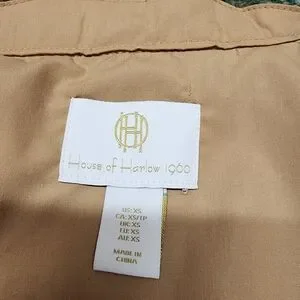 House of Harlow 1960
US: XS
CA: XS/TP
UK: XS
EU: XS
AU: XS
MADE IN
CHINA